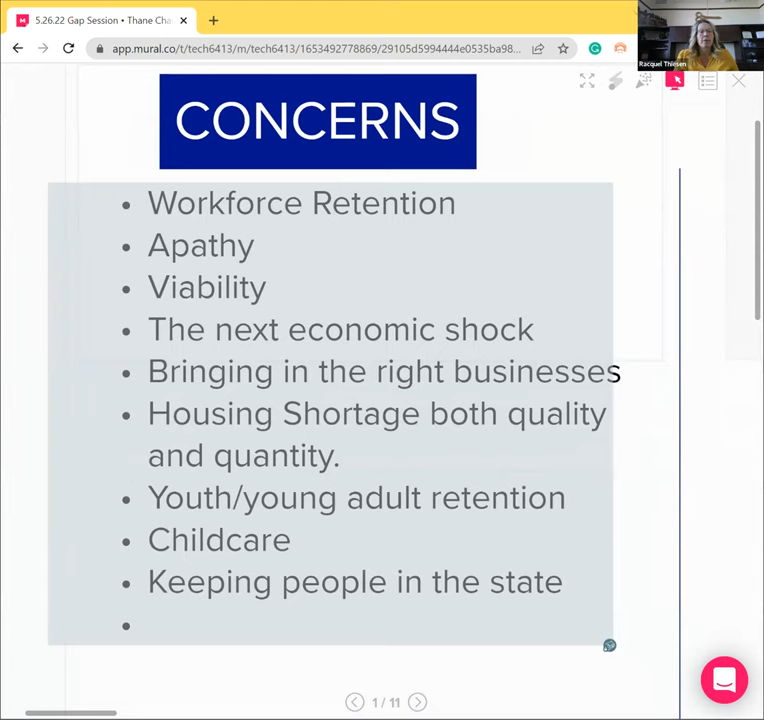 5.26.22 Gap Session • Thane Cha
app.mural.co/t/tech6413/m/tech6413/1653492778869/29105d5994444e0535ba98...
Racquel Thiesen
CONCERNS
• Workforce Retention
• Apathy
• Viability
• The next economic shock
• Bringing in the right businesses
• Housing Shortage both quality
and quantity.
• Youth/young adult retention
• Childcare
• Keeping people in the state
•
1 / 11